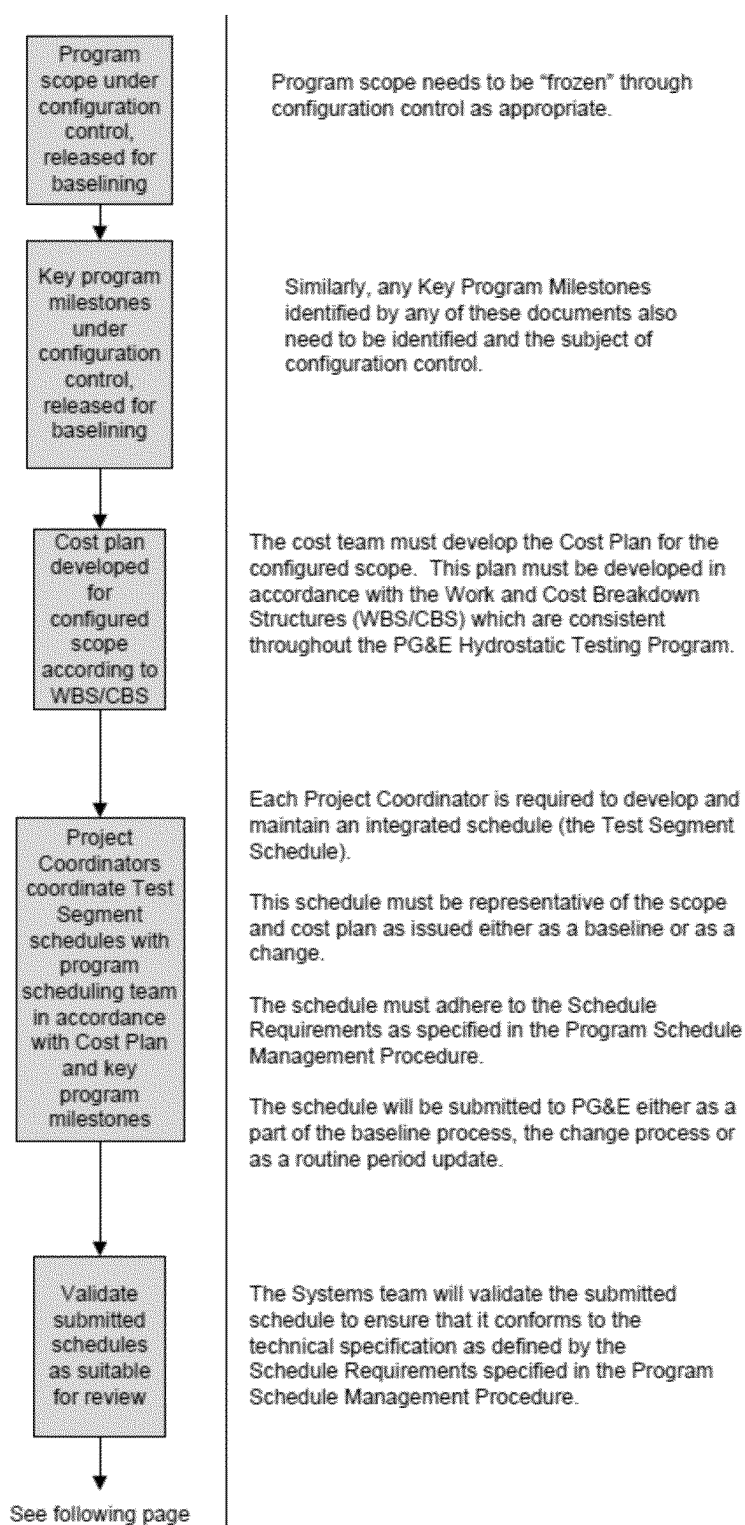 Program
scope under
configuration
control,
released for
baselining
Program scope needs to be “frozen” through
configuration control as appropriate.
Key program
milestones
under
configuration
control,
released for
baselining
Similarly, any Key Program Milestones
identified by any of these documents also
need to be identified and the subject of
configuration control.
Cost plan
developed
for
configured
scope
according to
WBS/CBS
The cost team must develop the Cost Plan for the
configured scope. This plan must be developed in
accordance with the Work and Cost Breakdown
Structures (WBS/CBS) which are consistent
throughout the PG&E Hydrostatic Testing Program.
Project
Coordinators
coordinate Test
Segment
schedules with
program
scheduling team
in accordance
with Cost Plan
and key
program
milestones
Each Project Coordinator is required to develop and
maintain an integrated schedule (the Test Segment
Schedule).
This schedule must be representative of the scope
and cost plan as issued either as a baseline or as a
change.
The schedule must adhere to the Schedule
Requirements as specified in the Program Schedule
Management Procedure.
The schedule will be submitted to PG&E either as a
part of the baseline process, the change process or
as a routine period update.
Validate
submitted
schedules
as suitable
for review
The Systems team will validate the submitted
schedule to ensure that it conforms to the
technical specification as defined by the
Schedule Requirements specified in the Program
Schedule Management Procedure.
See following page